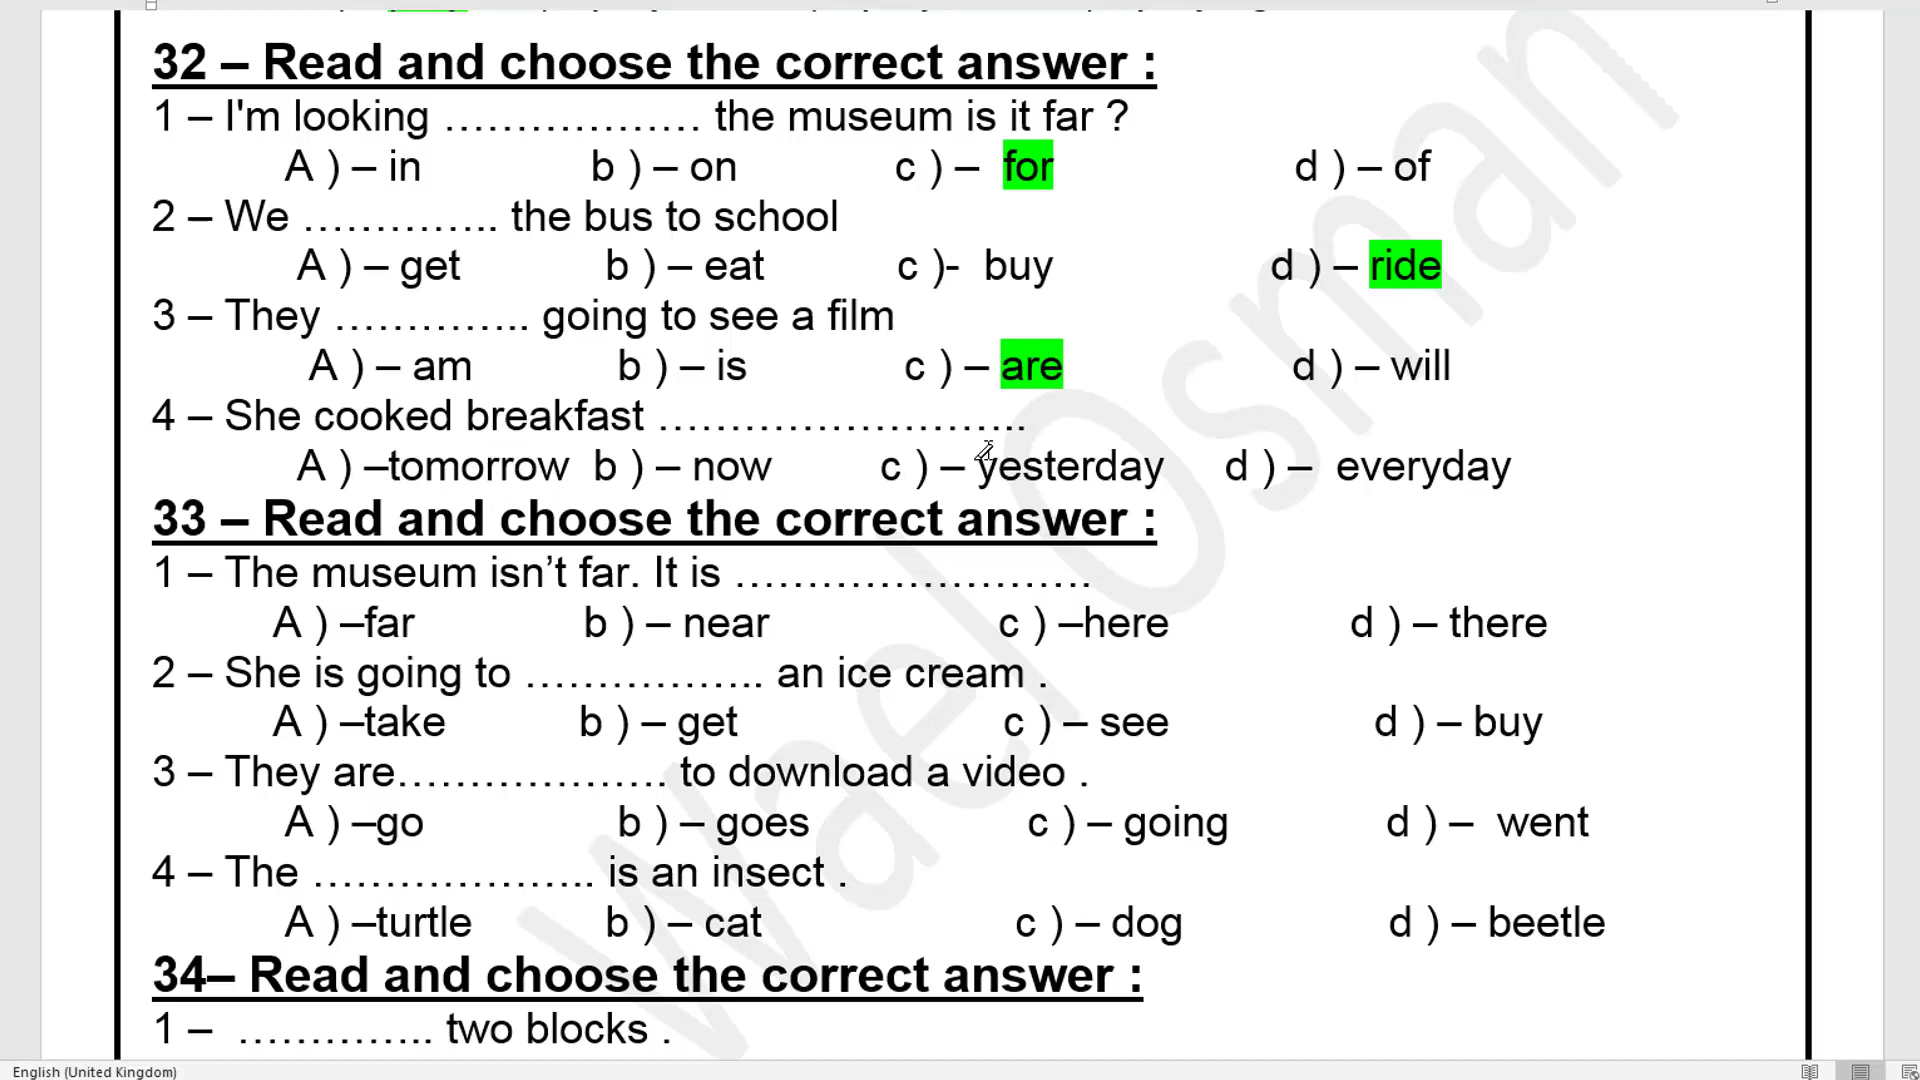 32 – Read and choose the correct answer :
1 – I'm looking ……………… the museum is it far ?
A ) – in b ) – on c ) – for d ) – of
2 – We ………….. the bus to school
A ) – get b ) – eat c )- buy d ) – ride
3 – They ………….. going to see a film
A ) – am b ) – is c ) – are d ) – will
4 – She cooked breakfast ……………………..
A ) –tomorrow b ) – now c ) – yesterday d ) – everyday
33 – Read and choose the correct answer :
1 – The museum isn’t far. It is …………………….
A ) –far b ) – near c ) –here d ) – there
2 – She is going to …………….. an ice cream .
A ) –take b ) – get c ) – see d ) – buy
3 – They are………………. to download a video .
A ) –go b ) – goes c ) – going d ) – went
4 – The ……………….. is an insect .
A ) –turtle b ) – cat c ) – dog d ) – beetle
34– Read and choose the correct answer :
1 – ………….. two blocks .
Wael Osman
English (United Kingdom)